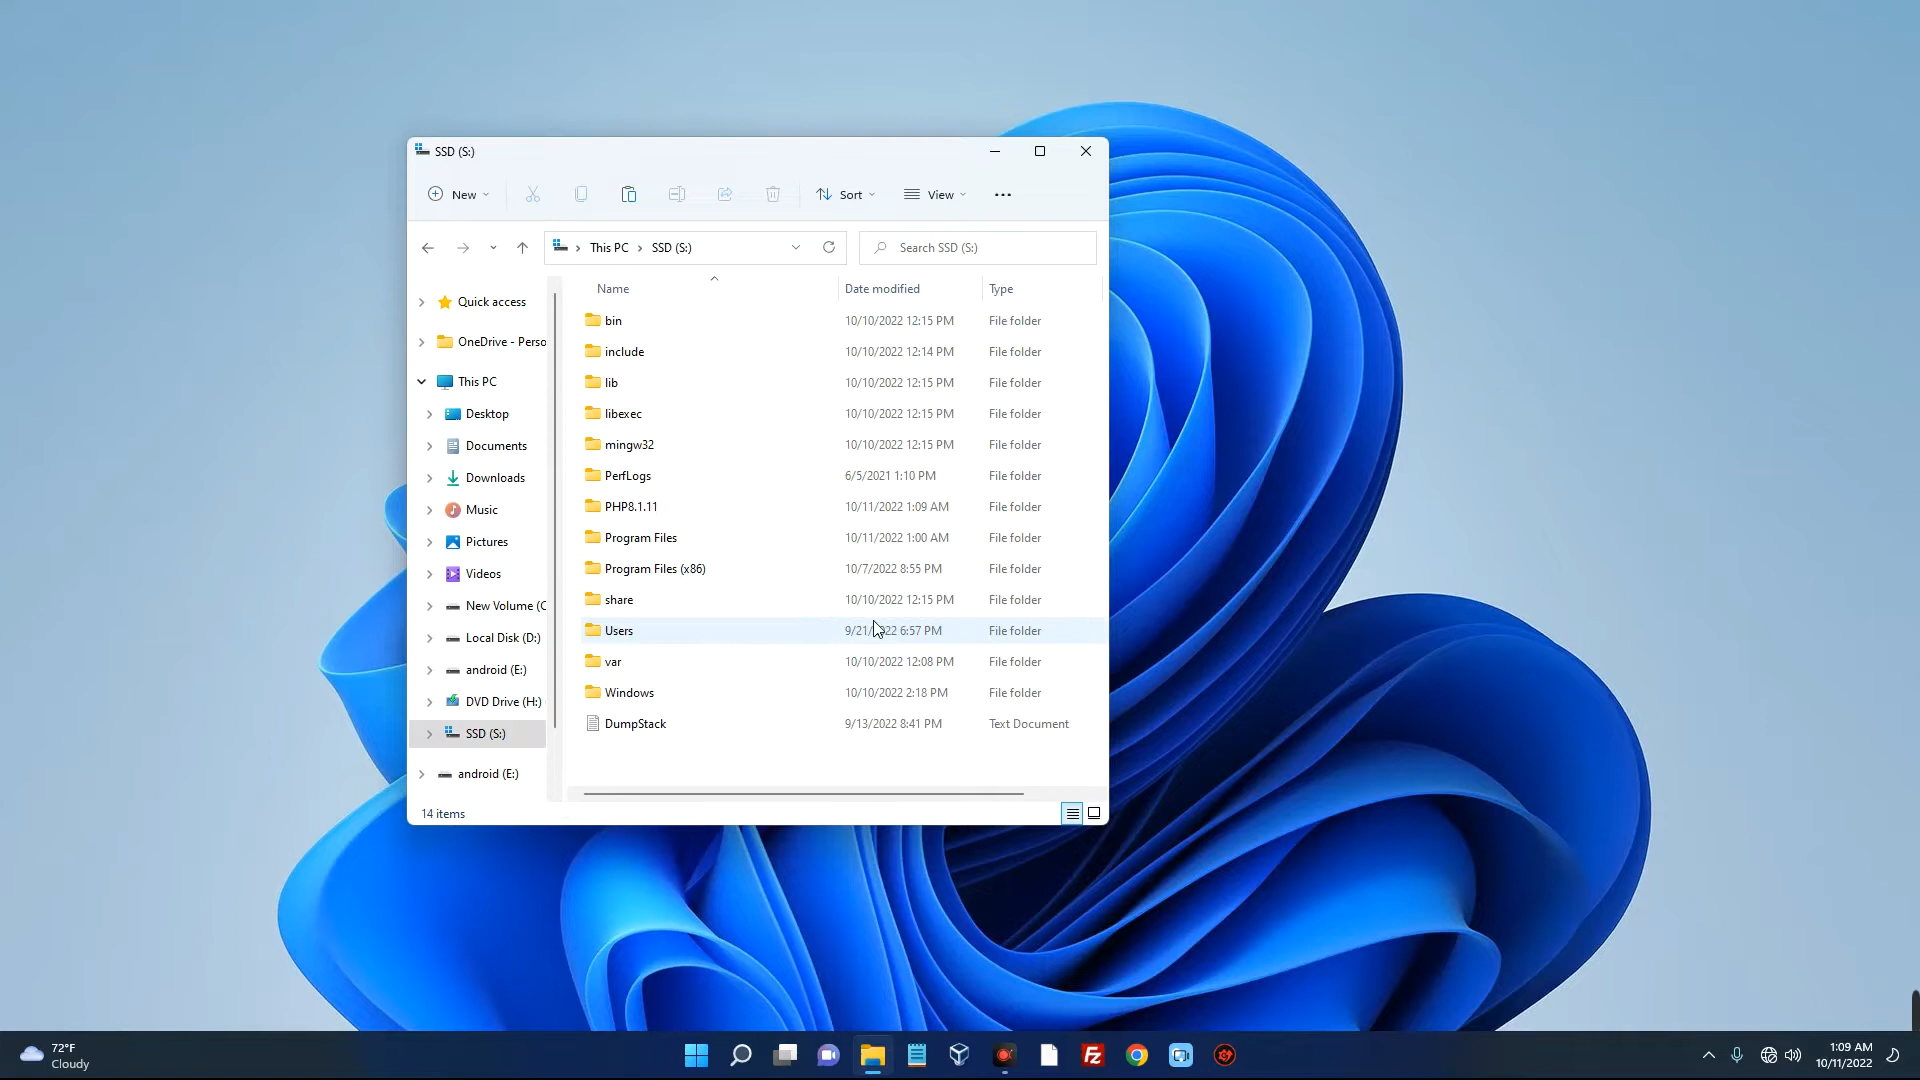 SSD (S:)
New
Sort
View
This PC
SSD (S:)
Search SSD (S:)
Quick access
OneDrive - Perso
This PC
Desktop
Documents
Downloads
Music
Pictures
Videos
New Volume (C
Local Disk (D:)
android (E:)
DVD Drive (H:)
SSD (S:)
android (E:)
Name Date modified Type
bin 10/10/2022 12:15 PM File folder
include 10/10/2022 12:14 PM File folder
lib 10/10/2022 12:15 PM File folder
libexec 10/10/2022 12:15 PM File folder
mingw32 10/10/2022 12:15 PM File folder
PerfLogs 6/5/2021 1:10 PM File folder
PHP8.1.11 10/11/2022 1:09 AM File folder
Program Files 10/11/2022 1:00 AM File folder
Program Files (x86) 10/7/2022 8:55 PM File folder
share 10/10/2022 12:15 PM File folder
Users 9/21/2022 6:57 PM File folder
var 10/10/2022 12:08 PM File folder
Windows 10/10/2022 2:18 PM File folder
DumpStack 9/13/2022 8:41 PM Text Document
14 items
72°F
Cloudy
Fz
1:09 AM
10/11/2022